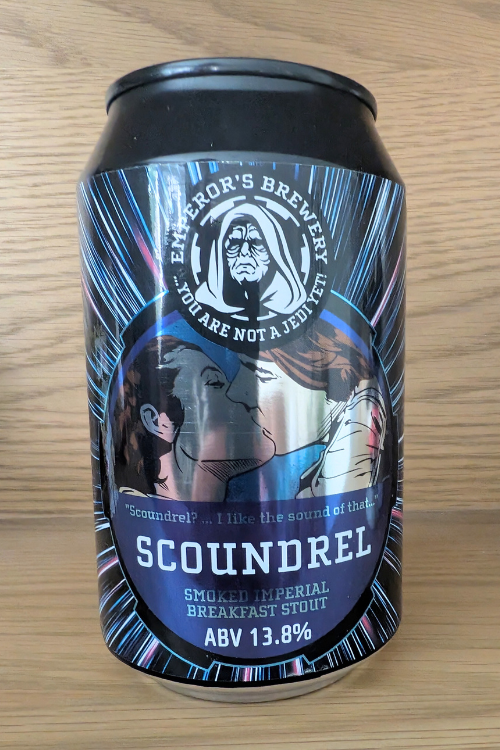 EMPEROR'S BREWERY
...YOU ARE NOT A JEDI YET!
"Scoundrel? ... I like the sound of that..."
SCOUNDREL
SMOKED IMPERIAL
BREAKFAST STOUT
ABV 13.8%